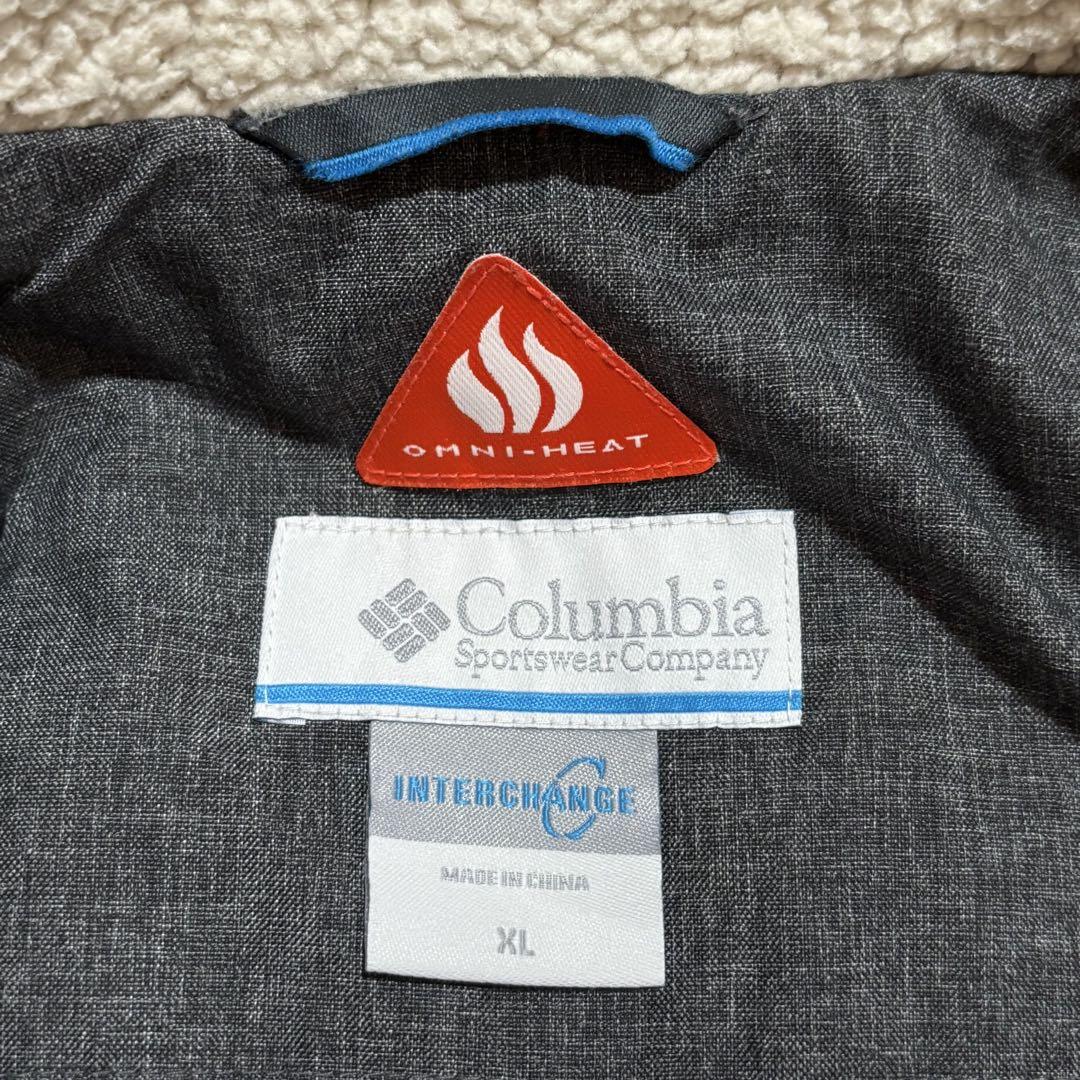 OMNI-HEAT
Columbia
Sportswear Company
INTERCHANGE
MADE IN CHINA
XL